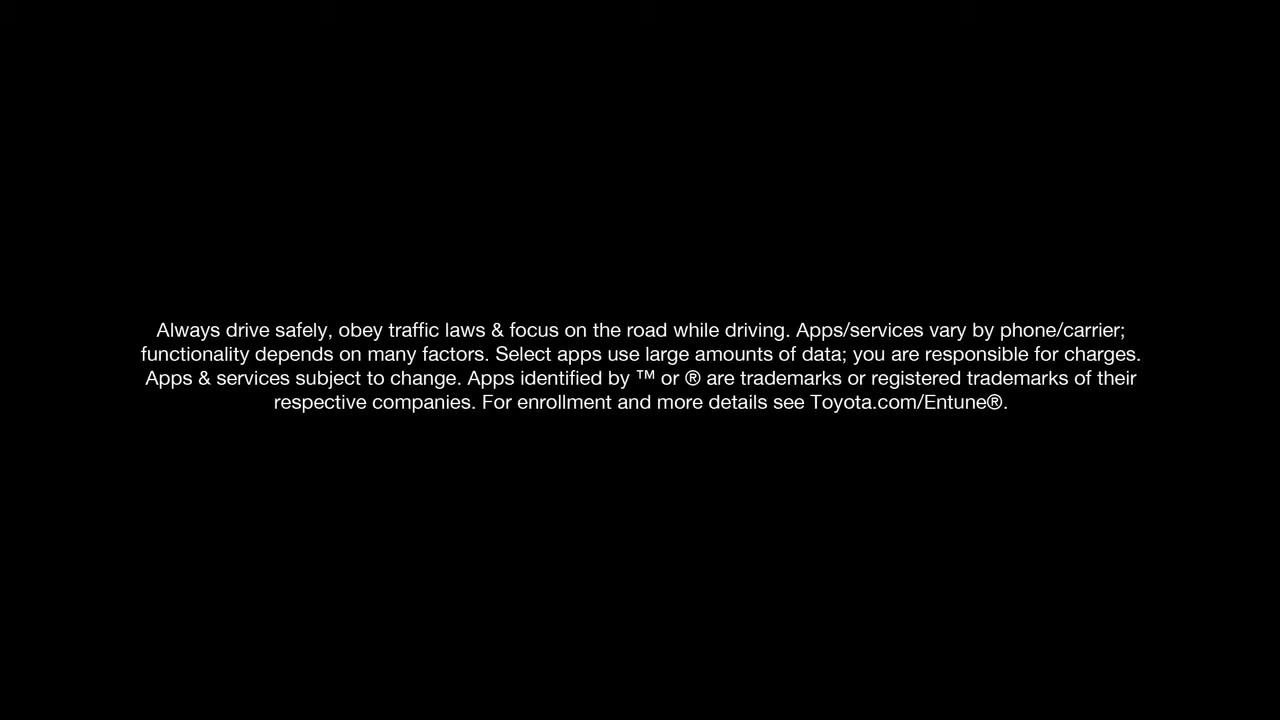 Always drive safely, obey traffic laws & focus on the road while driving. Apps/services vary by phone/carrier;
functionality depends on many factors. Select apps use large amounts of data; you are responsible for charges.
Apps & services subject to change. Apps identified by ™ or ® are trademarks or registered trademarks of their
respective companies. For enrollment and more details see Toyota.com/Entune®.